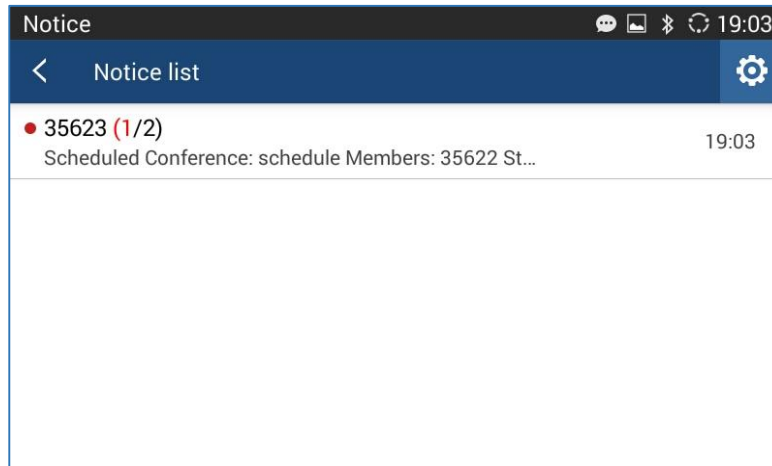 Notice 19:03
Notice list
35623 (1/2)
Scheduled Conference: schedule Members: 35622 St... 19:03